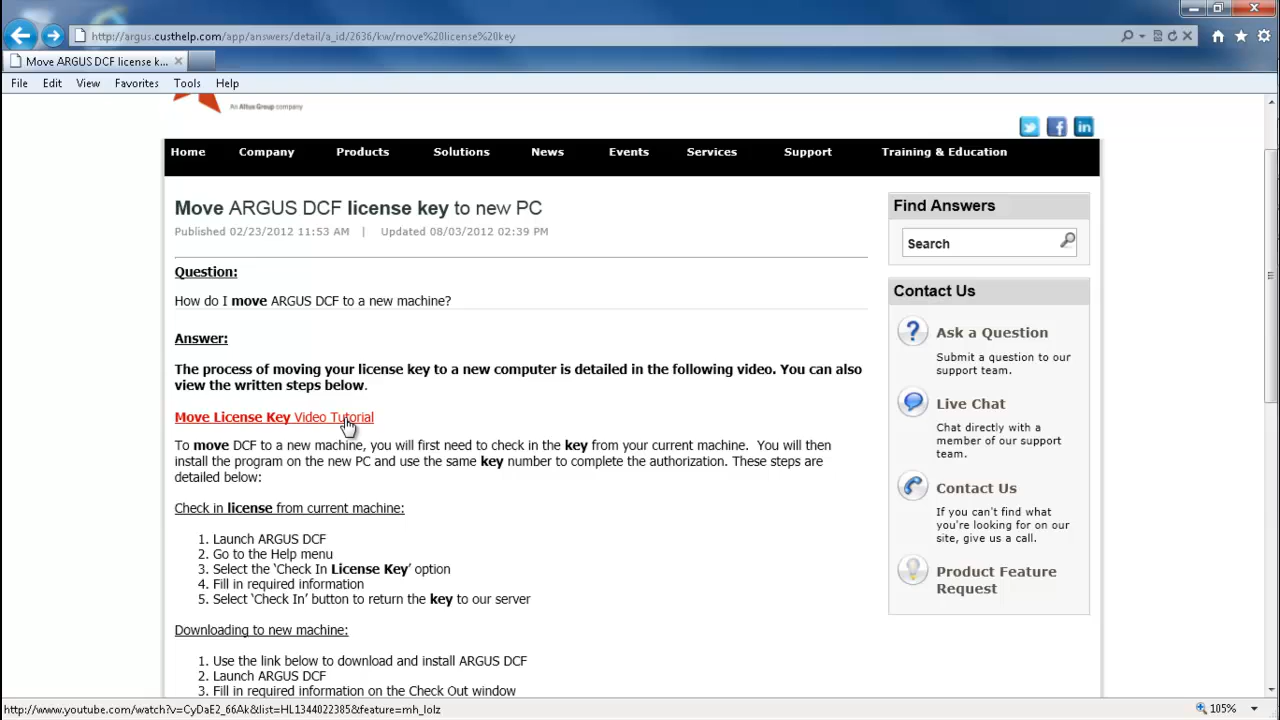 http://argus.custhelp.com/app/answers/detail/a_id/2636/kw/move%20license%20key
Move ARGUS DCF license k...
File Edit View Favorites Tools Help
An Altus Group company
Home Company Products Solutions News Events Services Support Training & Education
Move ARGUS DCF license key to new PC
Published 02/23/2012 11:53 AM | Updated 08/03/2012 02:39 PM
Question:
How do I move ARGUS DCF to a new machine?
Answer:
The process of moving your license key to a new computer is detailed in the following video. You can also
view the written steps below.
Move License Key Video Tutorial
To move DCF to a new machine, you will first need to check in the key from your current machine. You will then
install the program on the new PC and use the same key number to complete the authorization. These steps are
detailed below:
Check in license from current machine:
1. Launch ARGUS DCF
2. Go to the Help menu
3. Select the ‘Check In License Key’ option
4. Fill in required information
5. Select ‘Check In’ button to return the key to our server
Downloading to new machine:
1. Use the link below to download and install ARGUS DCF
2. Launch ARGUS DCF
3. Fill in required information on the Check Out window
Find Answers
Search
Contact Us
Ask a Question
Submit a question to our
support team.
Live Chat
Chat directly with a
member of our support
team.
Contact Us
If you can't find what
you're looking for on our
site, give us a call.
Product Feature
Request
http://www.youtube.com/watch?v=CyDaE2_66Ak&list=HL1344022385&feature=mh_lolz
105%